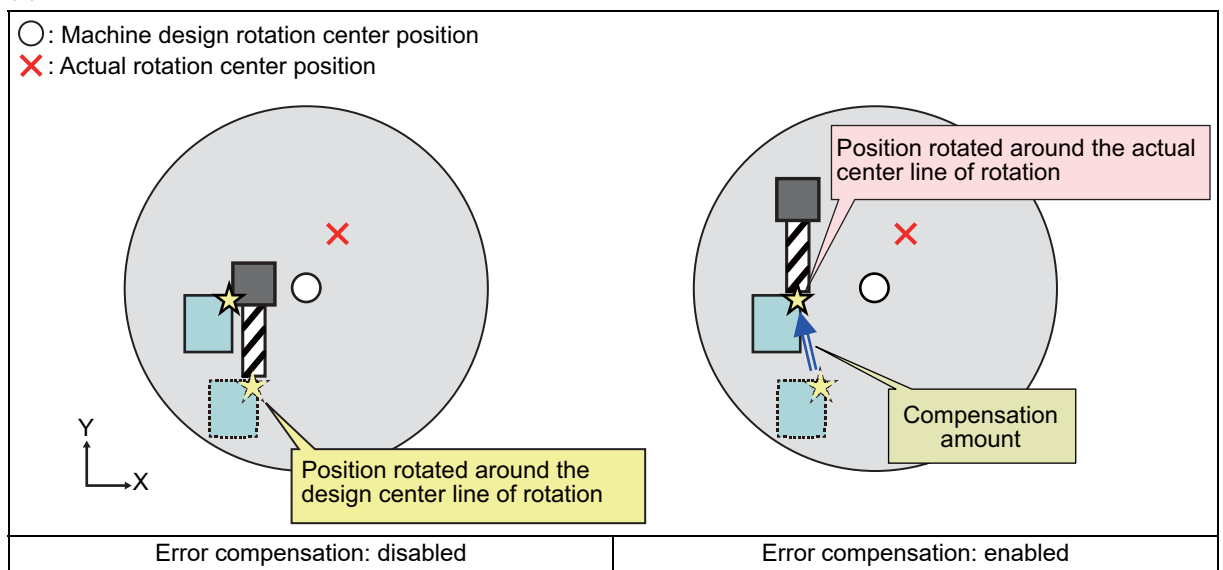 : Machine design rotation center position
: Actual rotation center position
Position rotated around the actual
center line of rotation
Compensation
amount
Y
X
Position rotated around the
design center line of rotation
Error compensation: disabled
Error compensation: enabled